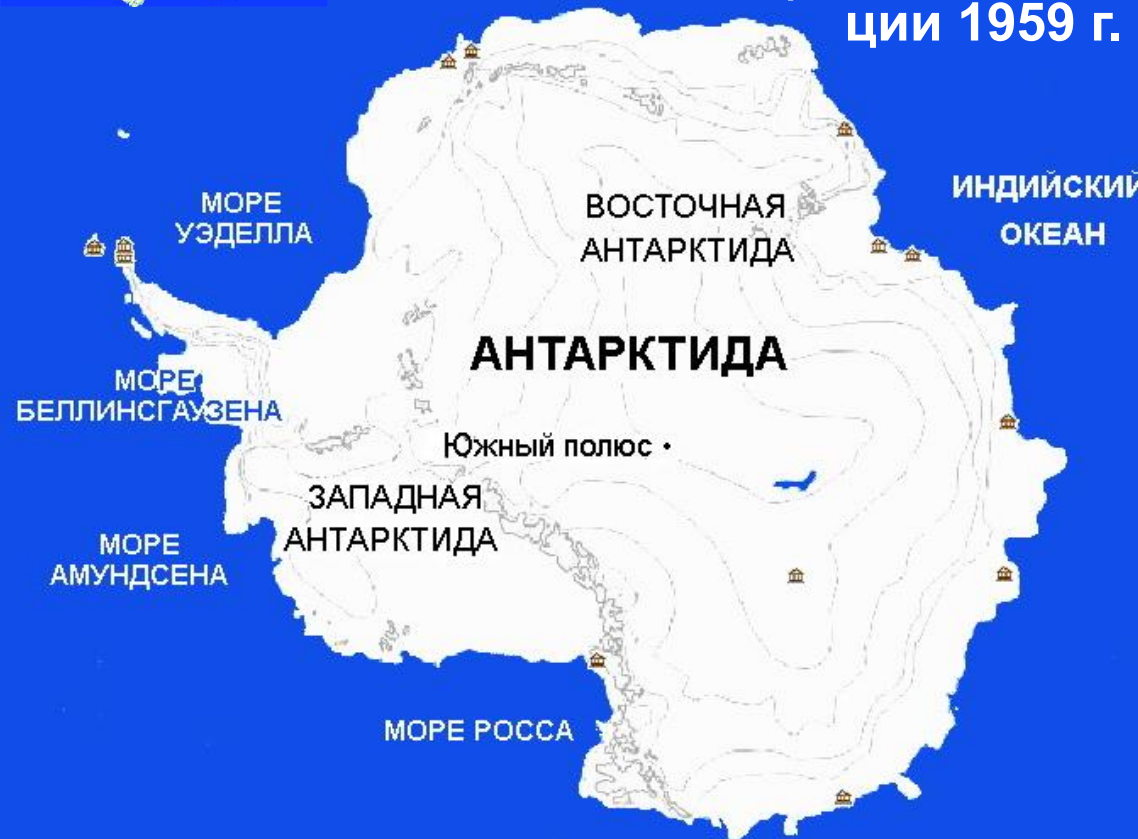 ции 1959 г.
МОРЕ
УЭДЕЛЛА
ВОСТОЧНАЯ
АНТАРКТИДА
ИНДИЙСКИЙ
ОКЕАН
АНТАРКТИДА
МОРЕ
БЕЛЛИНСГАУЗЕНА
Южный полюс
ЗАПАДНАЯ
АНТАРКТИДА
МОРЕ
АМУНДСЕНА
МОРЕ РОССА